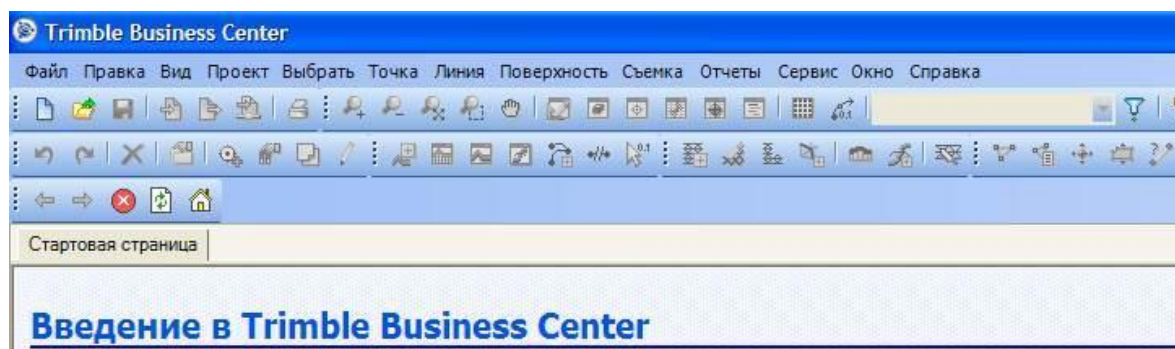 Trimble Business Center
Файл Правка Вид Проект Выбрать Точка Линия Поверхность Съемка Отчеты Сервис Окно Справка
Стартовая страница
Введение в Trimble Business Center